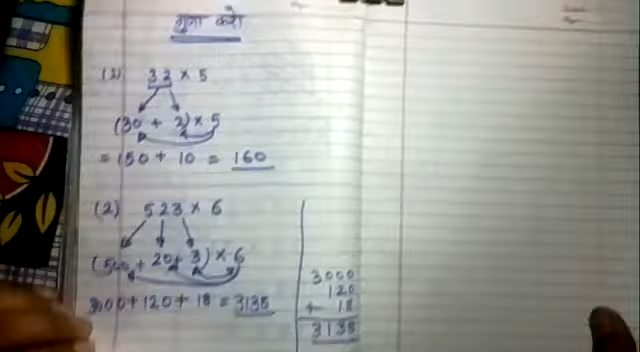 गुणा करो
(1) 32 × 5
(30 + 2) × 5
= 150 + 10 = 160
(2) 523 × 6
(500 + 20 + 3) × 6
3000 + 120 + 18 = 3138
3000
120
+ 18
3138